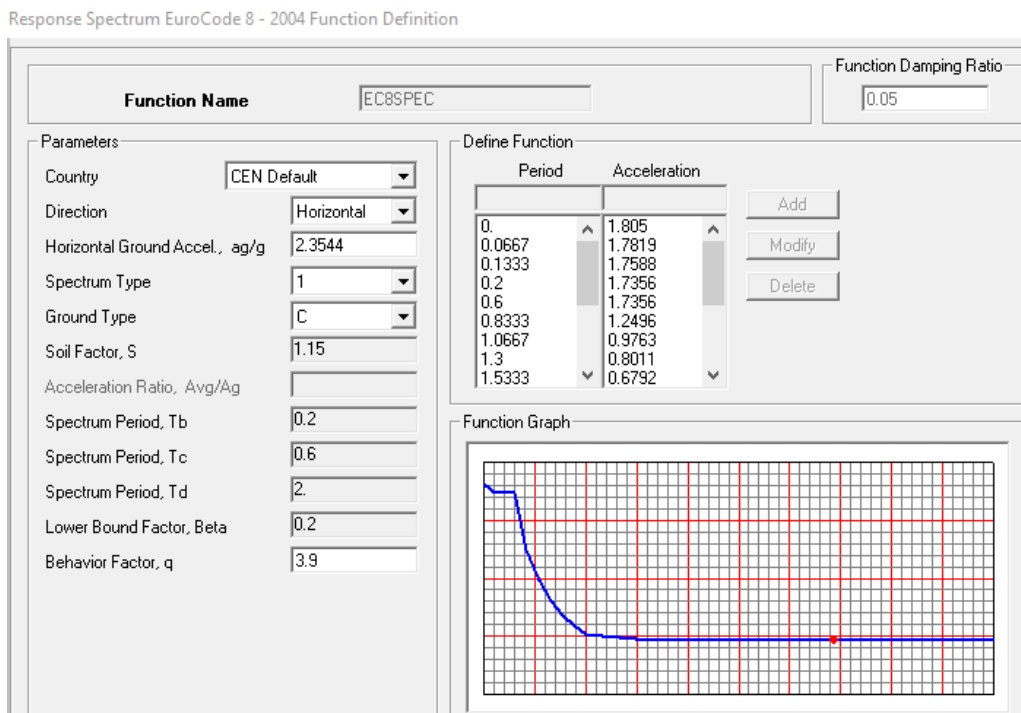 Response Spectrum EuroCode 8 - 2004 Function Definition
Function Name
EC8SPEC
Function Damping Ratio
0.05
Parameters
Country
CEN Default
Direction
Horizontal
Horizontal Ground Accel., ag/g
2.3544
Spectrum Type
1
Ground Type
C
Soil Factor, S
1.15
Acceleration Ratio, Avg/Ag
Spectrum Period, Tb
0.2
Spectrum Period, Tc
0.6
Spectrum Period, Td
2.
Lower Bound Factor, Beta
0.2
Behavior Factor, q
3.9
Define Function
Period Acceleration
0. 1.805
0.0667 1.7819
0.1333 1.7588
0.2 1.7356
0.6 1.7356
0.8333 1.2496
1.0667 0.9763
1.3 0.8011
1.5333 0.6792
Add
Modify
Delete
Function Graph